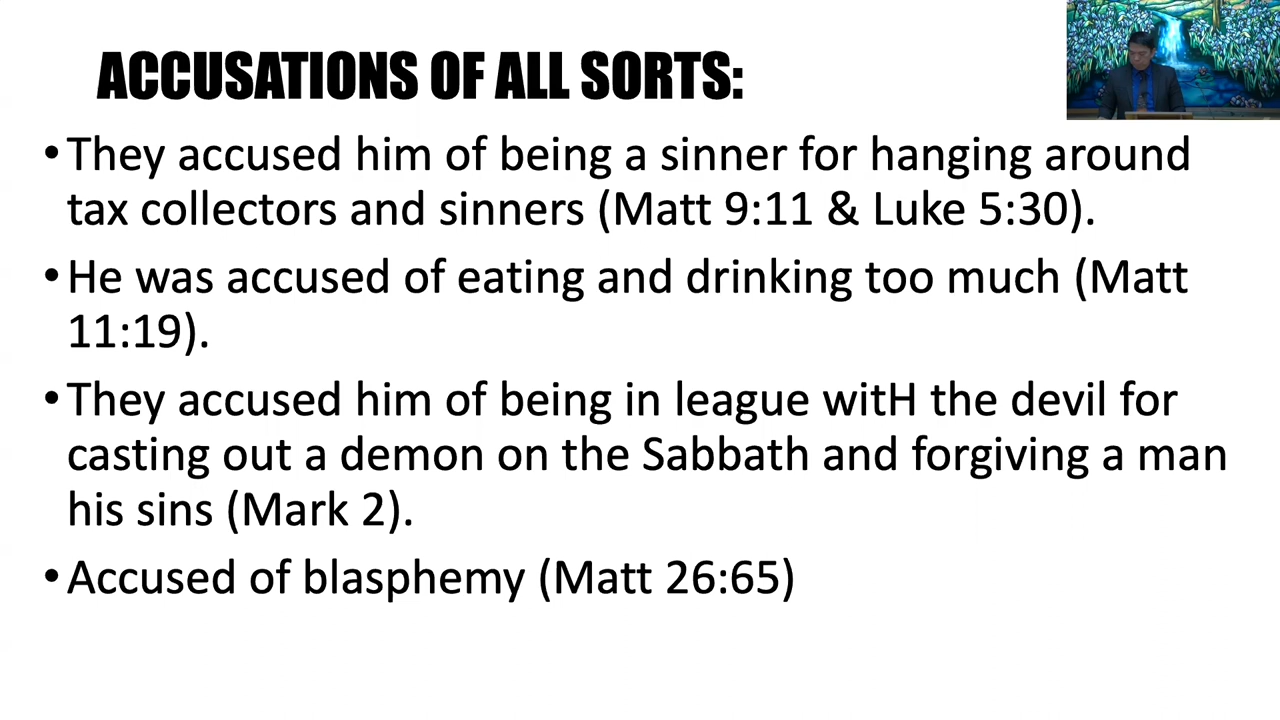 ACCUSATIONS OF ALL SORTS:
•They accused him of being a sinner for hanging around
tax collectors and sinners (Matt 9:11 & Luke 5:30).
•He was accused of eating and drinking too much (Matt
11:19).
•They accused him of being in league witH the devil for
casting out a demon on the Sabbath and forgiving a man
his sins (Mark 2).
•Accused of blasphemy (Matt 26:65)